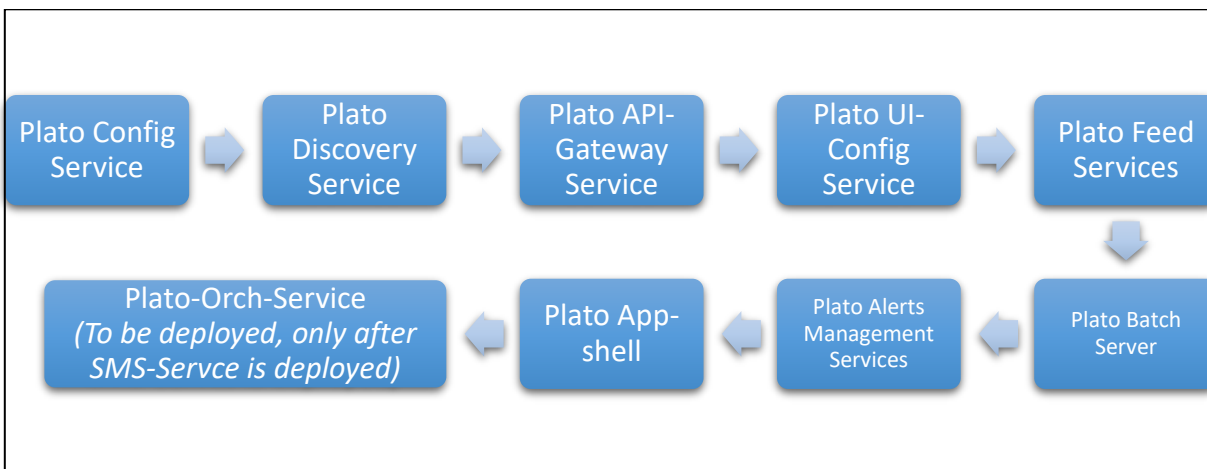 Plato Config
Service
Plato
Discovery
Service
Plato API-
Gateway
Service
Plato UI-
Config
Service
Plato Feed
Services
Plato Batch
Server
Plato Alerts
Management
Services
Plato App-
shell
Plato-Orch-Service
(To be deployed, only after
SMS-Servce is deployed)